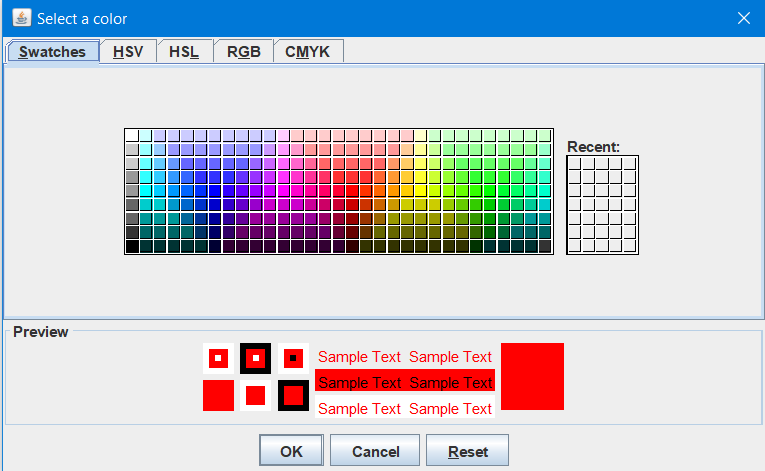 Select a color
Swatches HSV HSL RGB CMYK
Recent:
Preview
Sample Text Sample Text
Sample Text Sample Text
Sample Text Sample Text
OK Cancel Reset